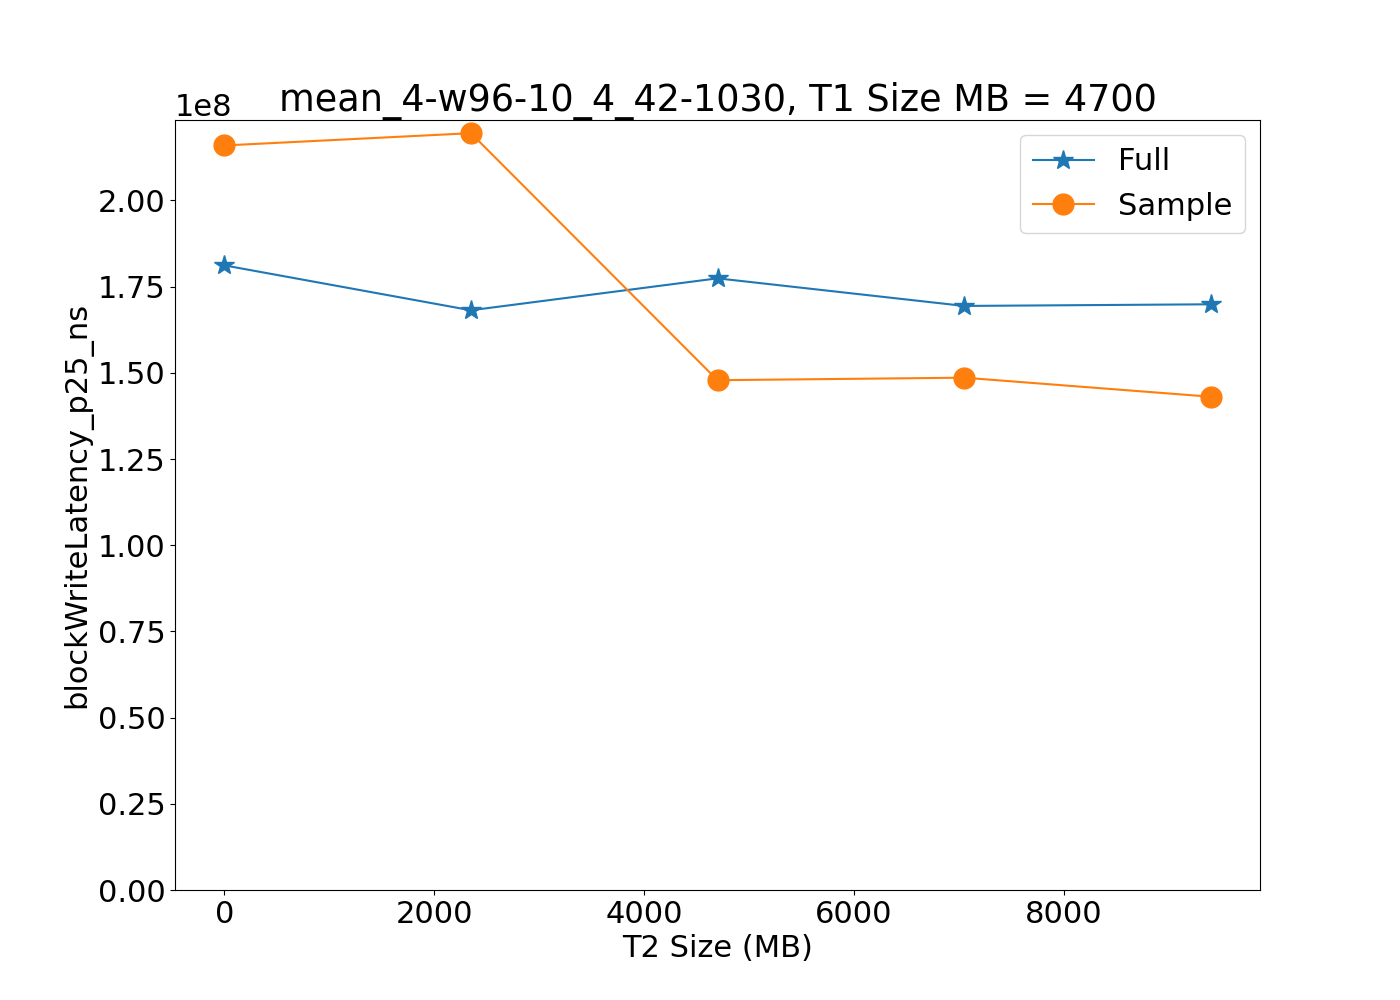 1e8
mean_4-w96-10_4_42-1030, T1 Size MB = 4700
Full
Sample
2.00
1.75
1.50
1.25
1.00
0.75
0.50
0.25
0.00
blockWriteLatency_p25_ns
0 2000 4000 6000 8000
T2 Size (MB)